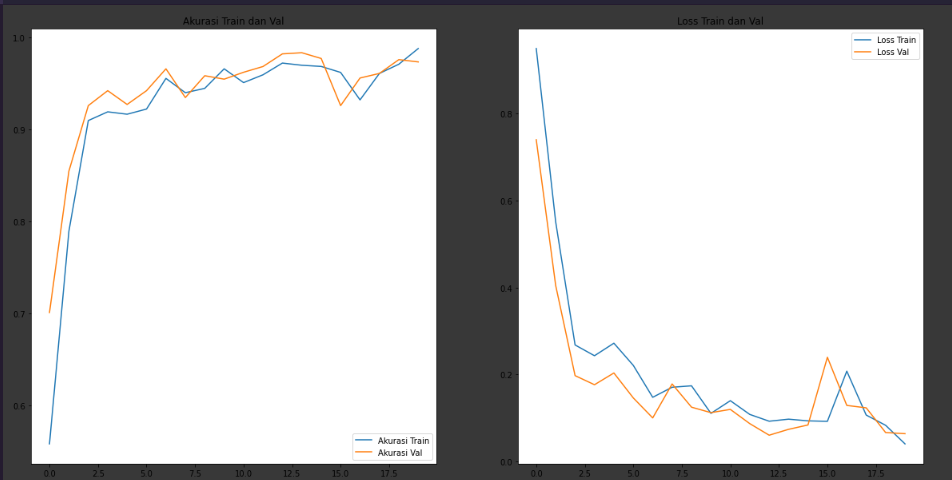 Akurasi Train dan Val
1.0
0.9
0.8
0.7
0.6
0.0 2.5 5.0 7.5 10.0 12.5 15.0 17.5
Akurasi Train
Akurasi Val
Loss Train dan Val
0.8
0.6
0.4
0.2
0.0
0.0 2.5 5.0 7.5 10.0 12.5 15.0 17.5
Loss Train
Loss Val